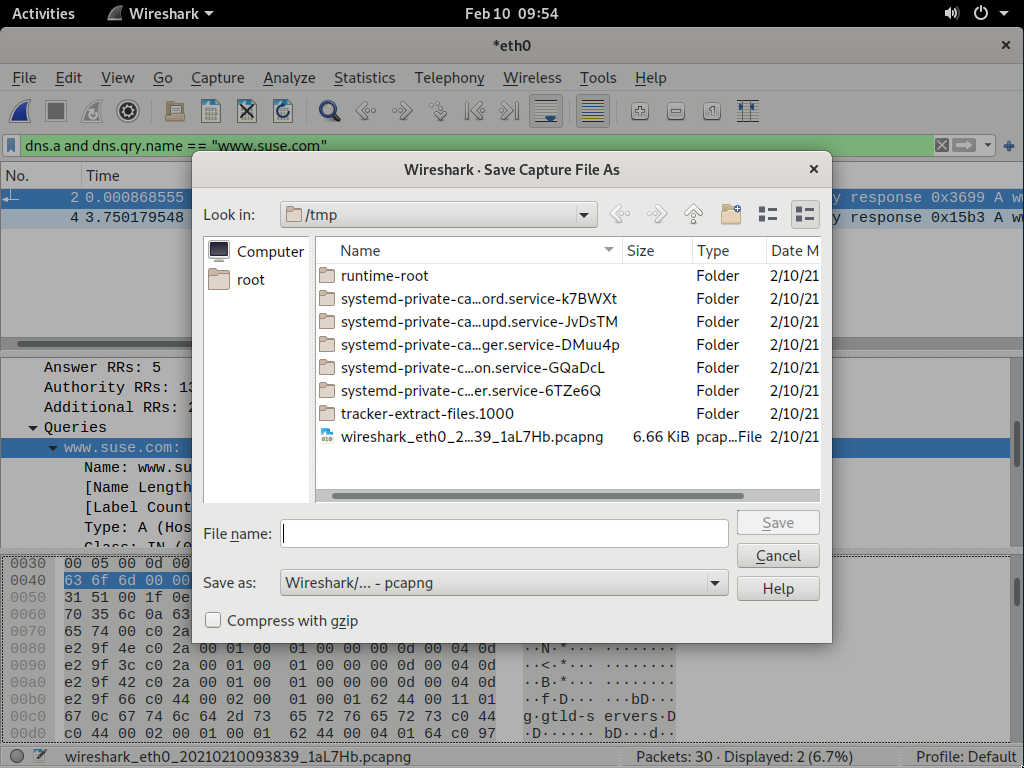 Activities Wireshark Feb 10 09:54
*eth0
File Edit View Go Capture Analyze Statistics Telephony Wireless Tools Help
dns.a and dns.qry.name == "www.suse.com"
No. Time
2 0.000868555 y response 0x3699 A ww
4 3.750179548 y response 0x15b3 A ww
Wireshark · Save Capture File As
Look in: /tmp
Computer
root
Name Size Type Date M
runtime-root Folder 2/10/21
systemd-private-ca...ord.service-k7BWXt Folder 2/10/21
systemd-private-ca...upd.service-JvDsTM Folder 2/10/21
systemd-private-ca...ger.service-DMuu4p Folder 2/10/21
systemd-private-c...on.service-GQaDcL Folder 2/10/21
systemd-private-c...er.service-6TZe6Q Folder 2/10/21
tracker-extract-files.1000 Folder 2/10/21
wireshark_eth0_2...39_1aL7Hb.pcapng 6.66 KiB pcap...File 2/10/21
File name: Save
Cancel
Save as: Wireshark/... - pcapng Help
Compress with gzip
Answer RRs: 5
Authority RRs: 13
Additional RRs: 2
Queries
www.suse.com:
Name: www.su
[Name Length
[Label Count
Type: A (Hos
Class: IN (0
0030 00 05 00 0d 00
0040 63 6f 6d 00 00
0050 31 51 00 1f 0e
0060 70 35 6c 0a 63
0070 65 74 00 c0 2a
0080 e2 9f 4e c0 2a 00 01 00 01 00 00 00 0d 00 04 0d ··N·*··· ········
0090 e2 9f 3c c0 2a 00 01 00 01 00 00 00 0d 00 04 0d ··<·*··· ········
00a0 e2 9f 42 c0 2a 00 01 00 01 00 00 00 0d 00 04 0d ··B·*··· ········
00b0 e2 9f 66 c0 44 00 02 00 01 00 01 62 44 00 11 01 ··f·D··· ···bD···
00c0 67 0c 67 74 6c 64 2d 73 65 72 76 65 72 73 c0 44 g·gtld-s ervers·D
00d0 c0 44 00 02 00 01 00 01 62 44 00 04 01 64 c0 97 ·D······ bD···d··
wireshark_eth0_20210210093839_1aL7Hb.pcapng Packets: 30 · Displayed: 2 (6.7%) Profile: Default